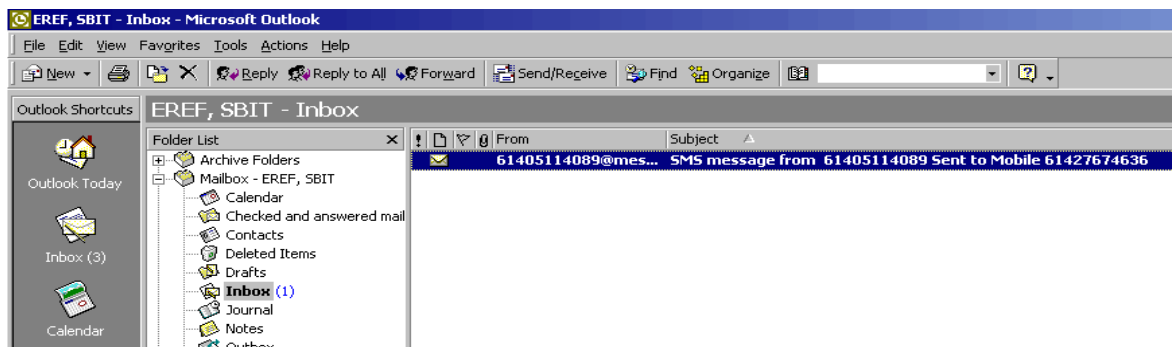 EREF, SBIT - Inbox - Microsoft Outlook
File Edit View Favorites Tools Actions Help
New Reply Reply to All Forward Send/Receive Find Organize
Outlook Shortcuts EREF, SBIT - Inbox
Folder List From Subject
Archive Folders 61405114089@mes... SMS message from 61405114089 Sent to Mobile 61427674636
Outlook Today Mailbox - EREF, SBIT
Calendar
Checked and answered mail
Contacts
Inbox (3) Deleted Items
Drafts
Inbox (1)
Journal
Calendar Notes
Outbox